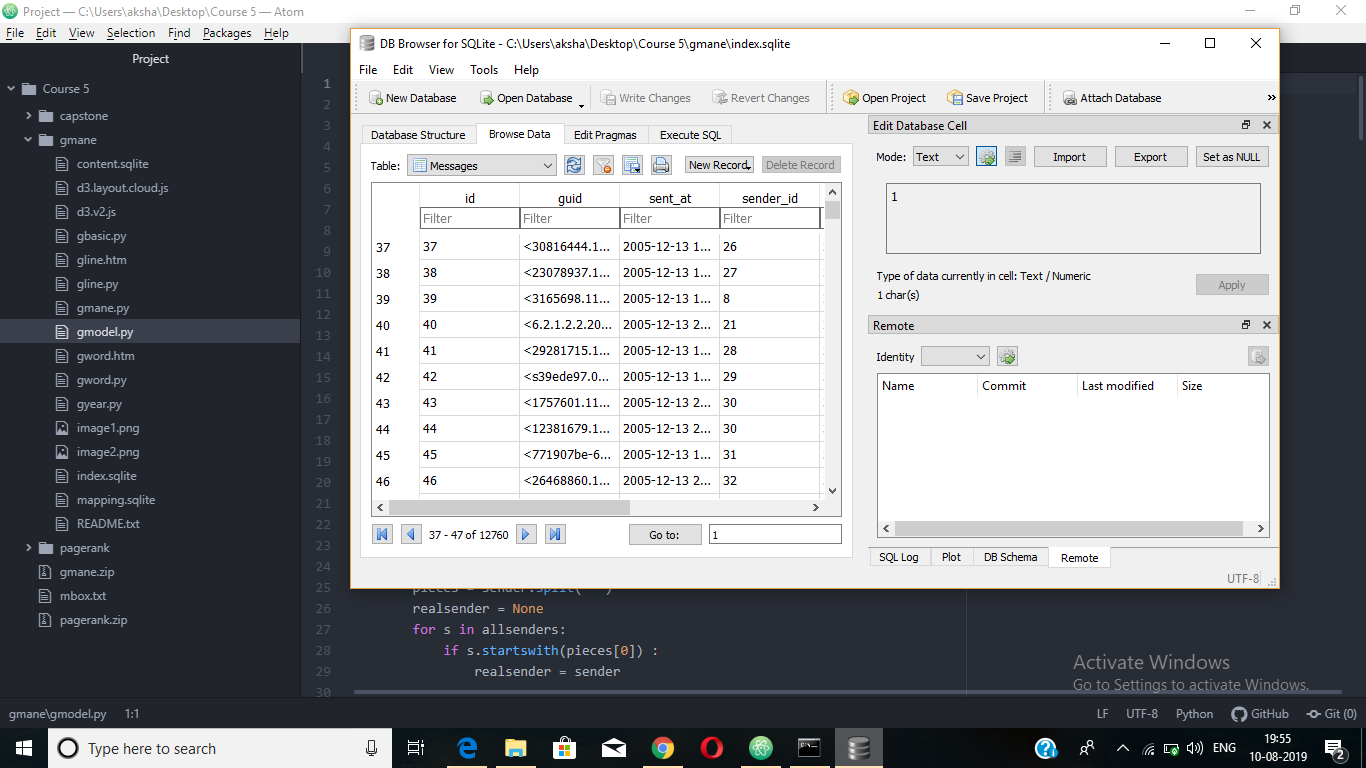 Project — C:\Users\aksha\Desktop\Course 5 — Atom
File Edit View Selection Find Packages Help
Project
Course 5
capstone
gmane
content.sqlite
d3.layout.cloud.js
d3.v2.js
gbasic.py
gline.htm
gline.py
gmane.py
gmodel.py
gword.htm
gword.py
gyear.py
image1.png
image2.png
index.sqlite
mapping.sqlite
README.txt
pagerank
gmane.zip
mbox.txt
pagerank.zip
1
2
3
4
5
6
7
8
9
10
11
12
13
14
15
16
17
18
19
20
21
22
23
24
25
26 realsender = None
27 for s in allsenders:
28 if s.startswith(pieces[0]) :
29 realsender = sender
30
DB Browser for SQLite - C:\Users\aksha\Desktop\Course 5\gmane\index.sqlite
File Edit View Tools Help
New Database Open Database Write Changes Revert Changes Open Project Save Project Attach Database »
Database Structure Browse Data Edit Pragmas Execute SQL
Table: Messages New Record Delete Record
id guid sent_at sender_id
Filter Filter Filter Filter
37 37 <30816444.1... 2005-12-13 1... 26
38 38 <23078937.1... 2005-12-13 1... 27
39 39 <3165698.11... 2005-12-13 1... 8
40 40 <6.2.1.2.2.20... 2005-12-13 2... 21
41 41 <29281715.1... 2005-12-13 1... 28
42 42 <s39ede97.0... 2005-12-13 1... 29
43 43 <1757601.11... 2005-12-13 2... 30
44 44 <12381679.1... 2005-12-13 2... 30
45 45 <771907be-6... 2005-12-13 1... 31
46 46 <26468860.1... 2005-12-13 2... 32
37 - 47 of 12760 Go to: 1
Edit Database Cell
Mode: Text Import Export Set as NULL
1
Type of data currently in cell: Text / Numeric
1 char(s)
Apply
Remote
Identity
Name Commit Last modified Size
SQL Log Plot DB Schema Remote
UTF-8
Activate Windows
Go to Settings to activate Windows.
gmane\gmodel.py 1:1 LF UTF-8 Python GitHub Git (0)
Type here to search
ENG
19:55
10-08-2019
2